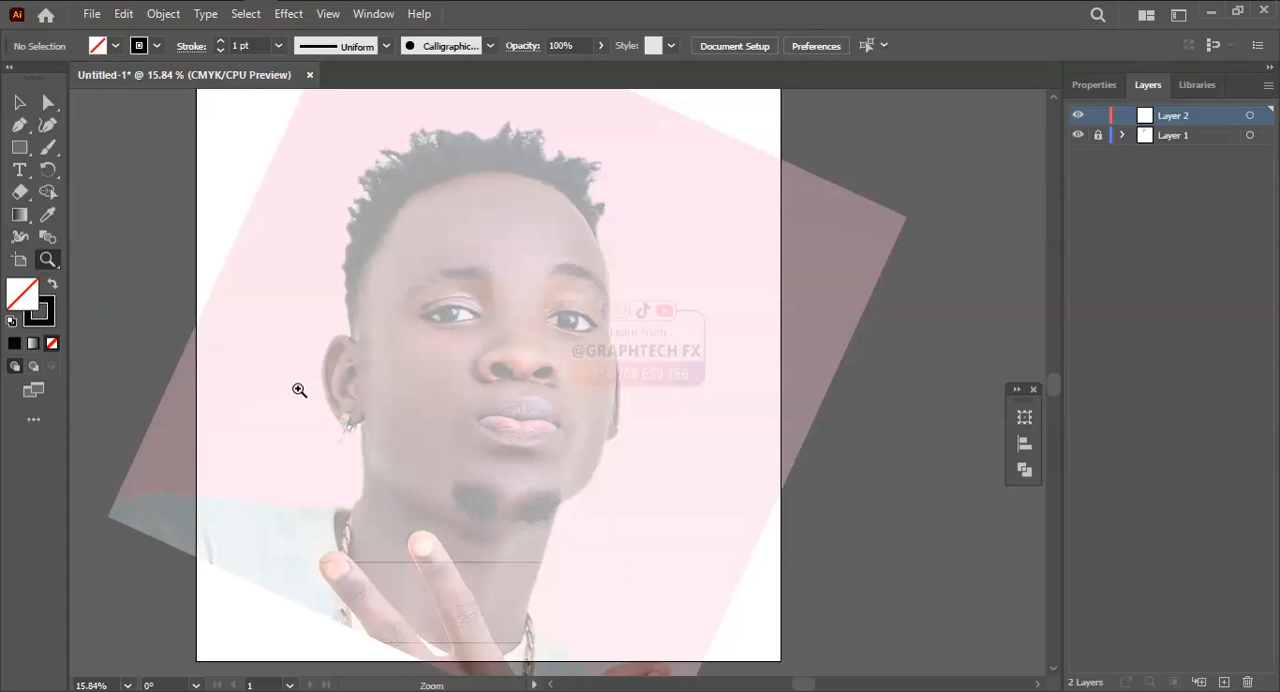 Ai File Edit Object Type Select Effect View Window Help
No Selection Stroke: 1 pt Uniform Calligraphic... Opacity: 100% Style: Document Setup Preferences
Untitled-1* @ 15.84 % (CMYK/CPU Preview)
Properties Layers Libraries
Layer 2
Layer 1
Learn From
@GRAPHTECH FX
15.84% 0° 1 Zoom
2 Layers